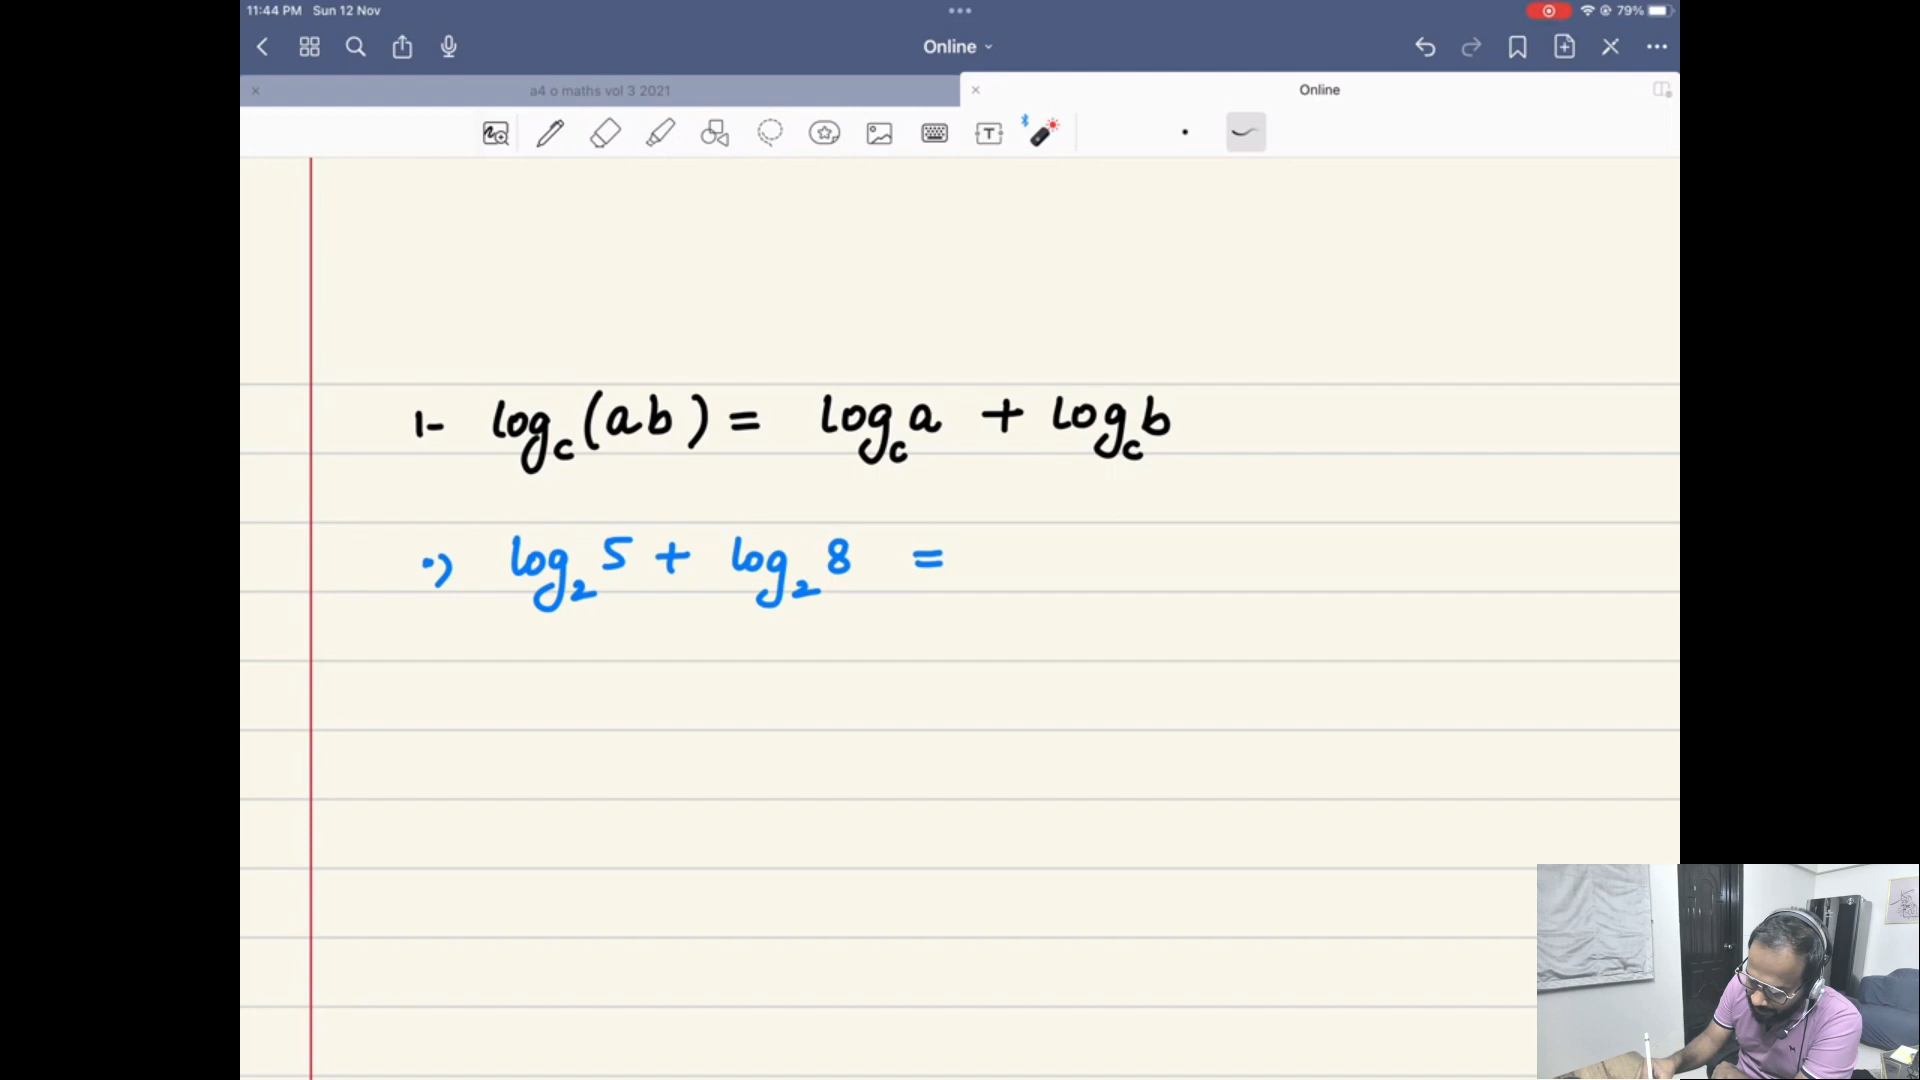 11:44 PM Sun 12 Nov
79%
Online
a4 o maths vol 3 2021
Online
T
1- log_c(ab) = log_c a + log_c b
·) log_2 5 + log_2 8 =